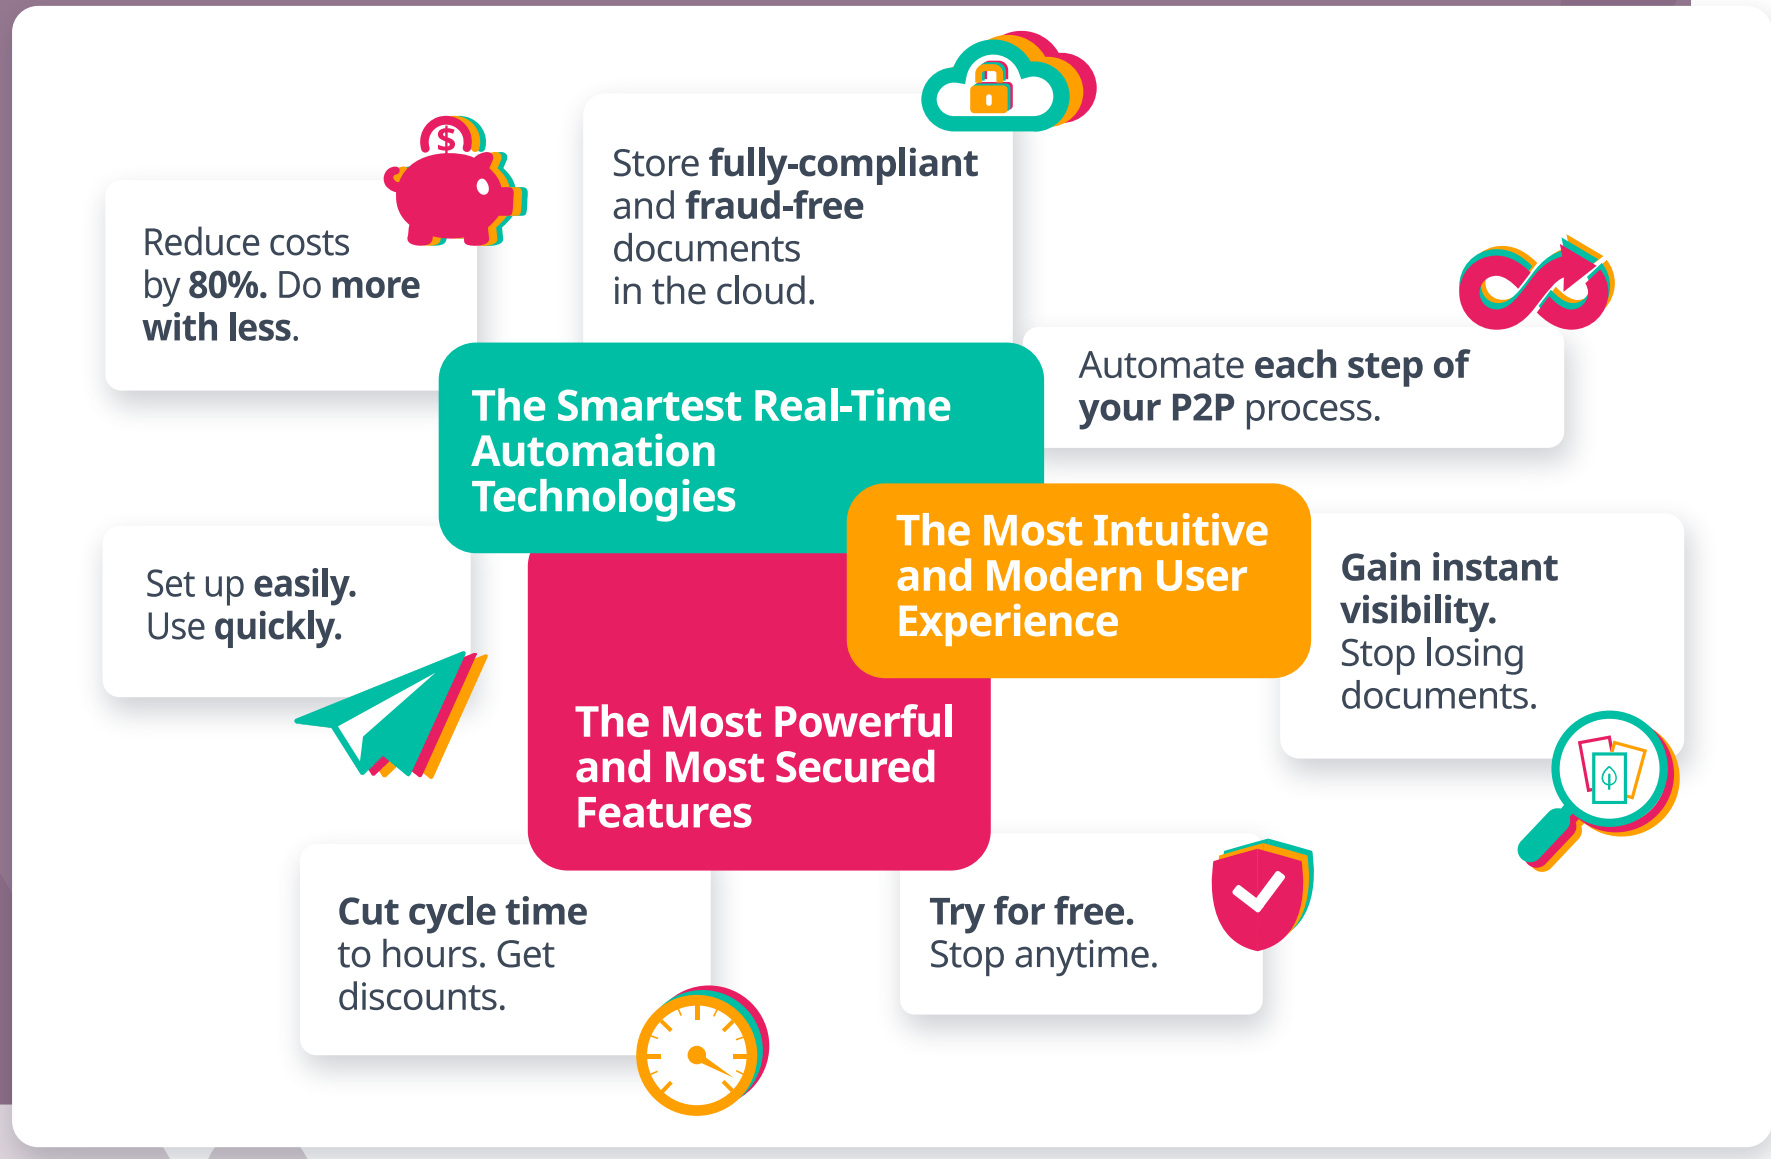 $
Reduce costs
by 80%. Do more
with less.
Store fully-compliant
and fraud-free
documents
in the cloud.
Automate each step of
your P2P process.
The Smartest Real-Time
Automation
Technologies
The Most Intuitive
and Modern User
Experience
Set up easily.
Use quickly.
Gain instant
visibility.
Stop losing
documents.
The Most Powerful
and Most Secured
Features
Cut cycle time
to hours. Get
discounts.
Try for free.
Stop anytime.